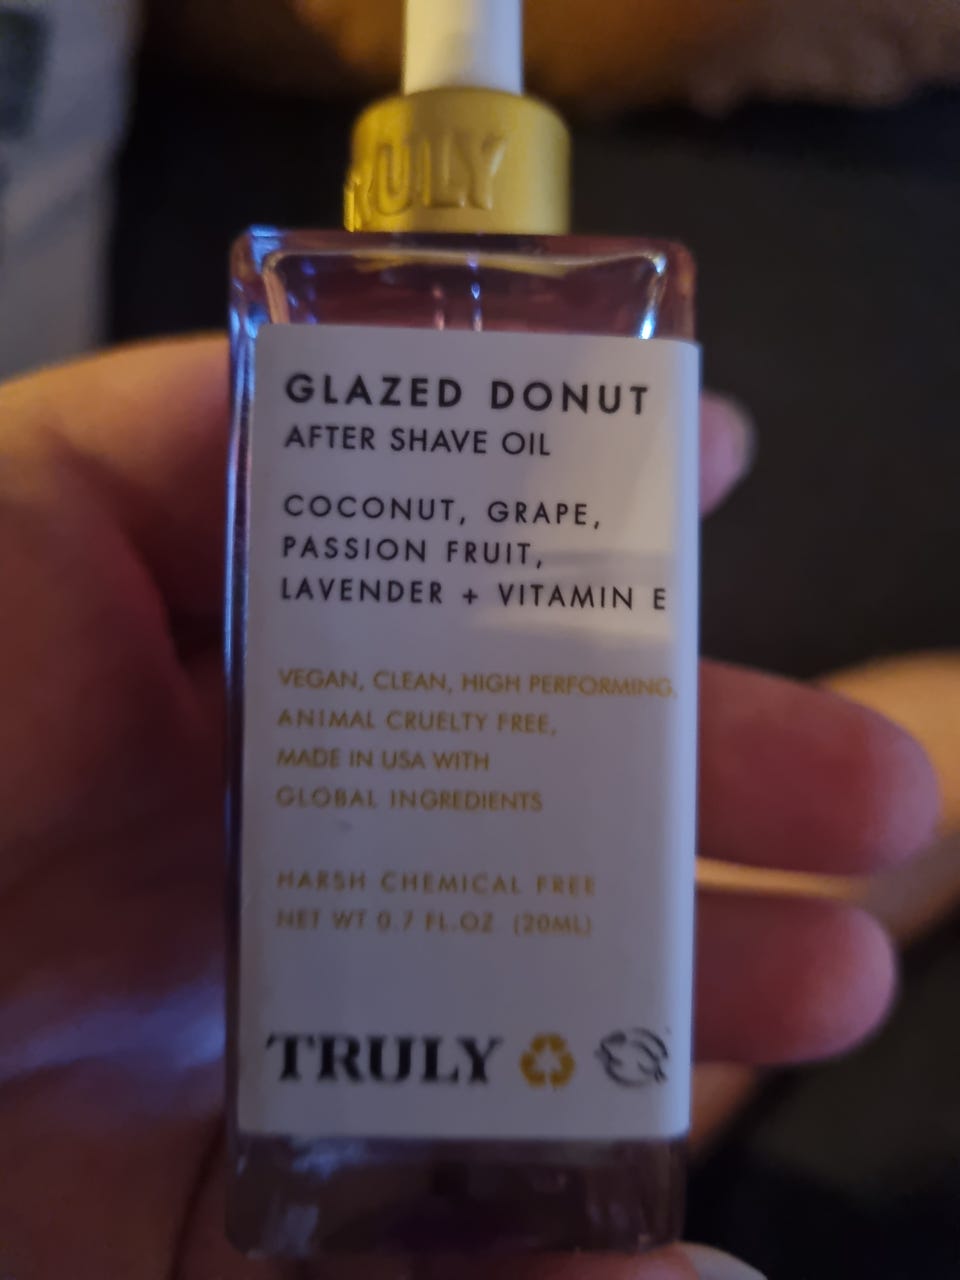 TRULY
GLAZED DONUT
AFTER SHAVE OIL
COCONUT, GRAPE,
PASSION FRUIT,
LAVENDER + VITAMIN E
VEGAN, CLEAN, HIGH PERFORMING,
ANIMAL CRUELTY FREE,
MADE IN USA WITH
GLOBAL INGREDIENTS
HARSH CHEMICAL FREE
NET WT 0.7 FL.OZ (20ML)
TRULY